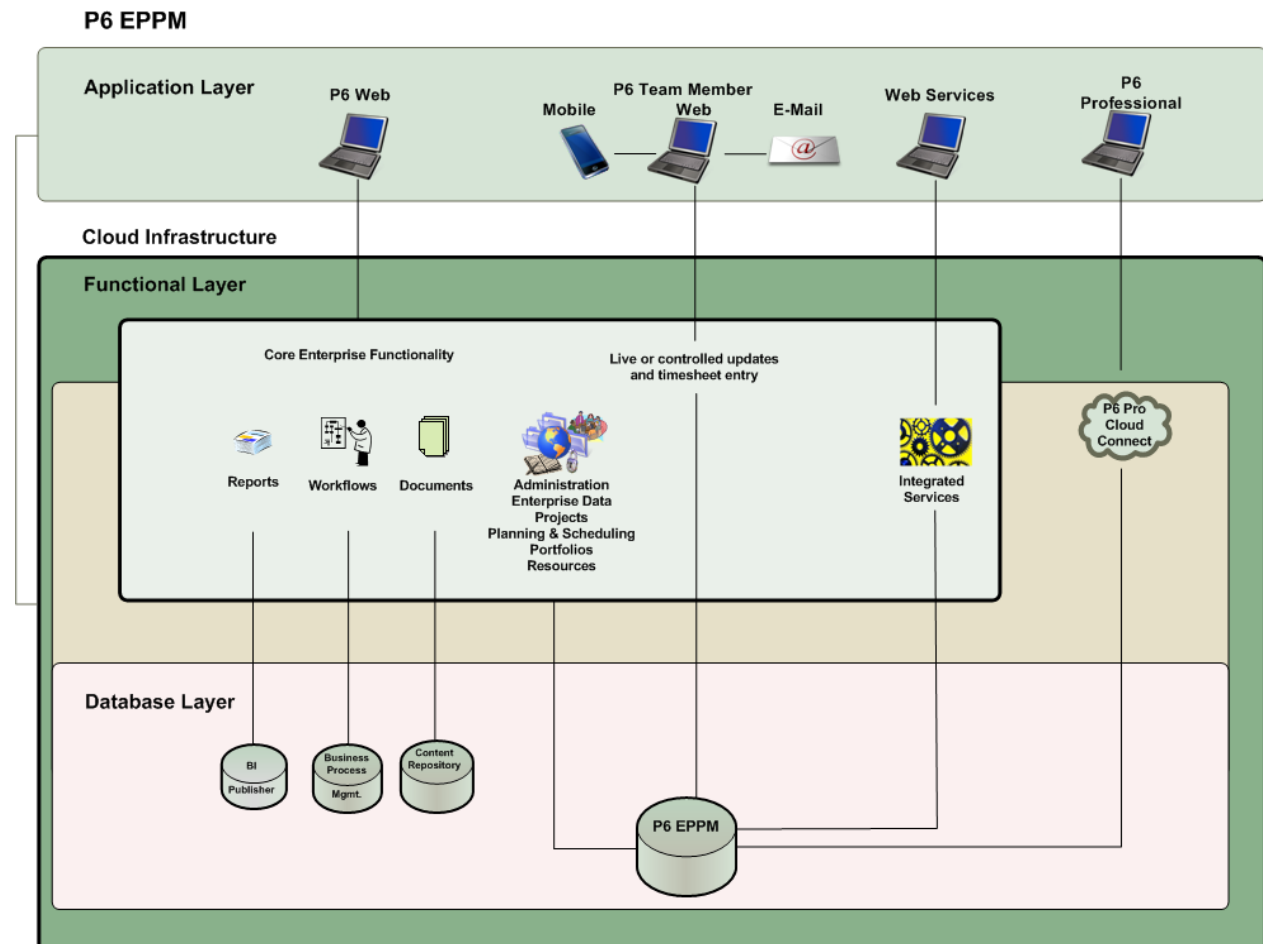 P6 EPPM
Application Layer
P6 Web
Mobile
P6 Team Member
Web
E-Mail
@
Web Services
P6
Professional
Cloud Infrastructure
Functional Layer
Core Enterprise Functionality
Live or controlled updates
and timesheet entry
Reports
Workflows
Documents
Administration
Enterprise Data
Projects
Planning & Scheduling
Portfolios
Resources
Integrated
Services
P6 Pro
Cloud
Connect
Database Layer
BI
Publisher
Business
Process
Mgmt.
Content
Repository
P6 EPPM